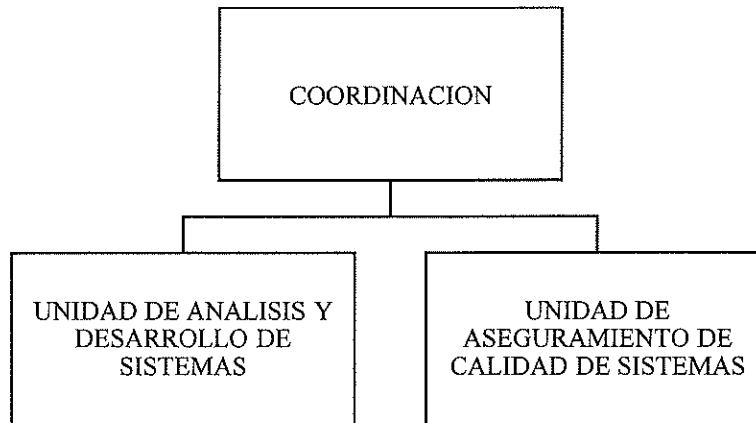 COORDINACION
UNIDAD DE ANALISIS Y
DESARROLLO DE
SISTEMAS
UNIDAD DE
ASEGURAMIENTO DE
CALIDAD DE SISTEMAS